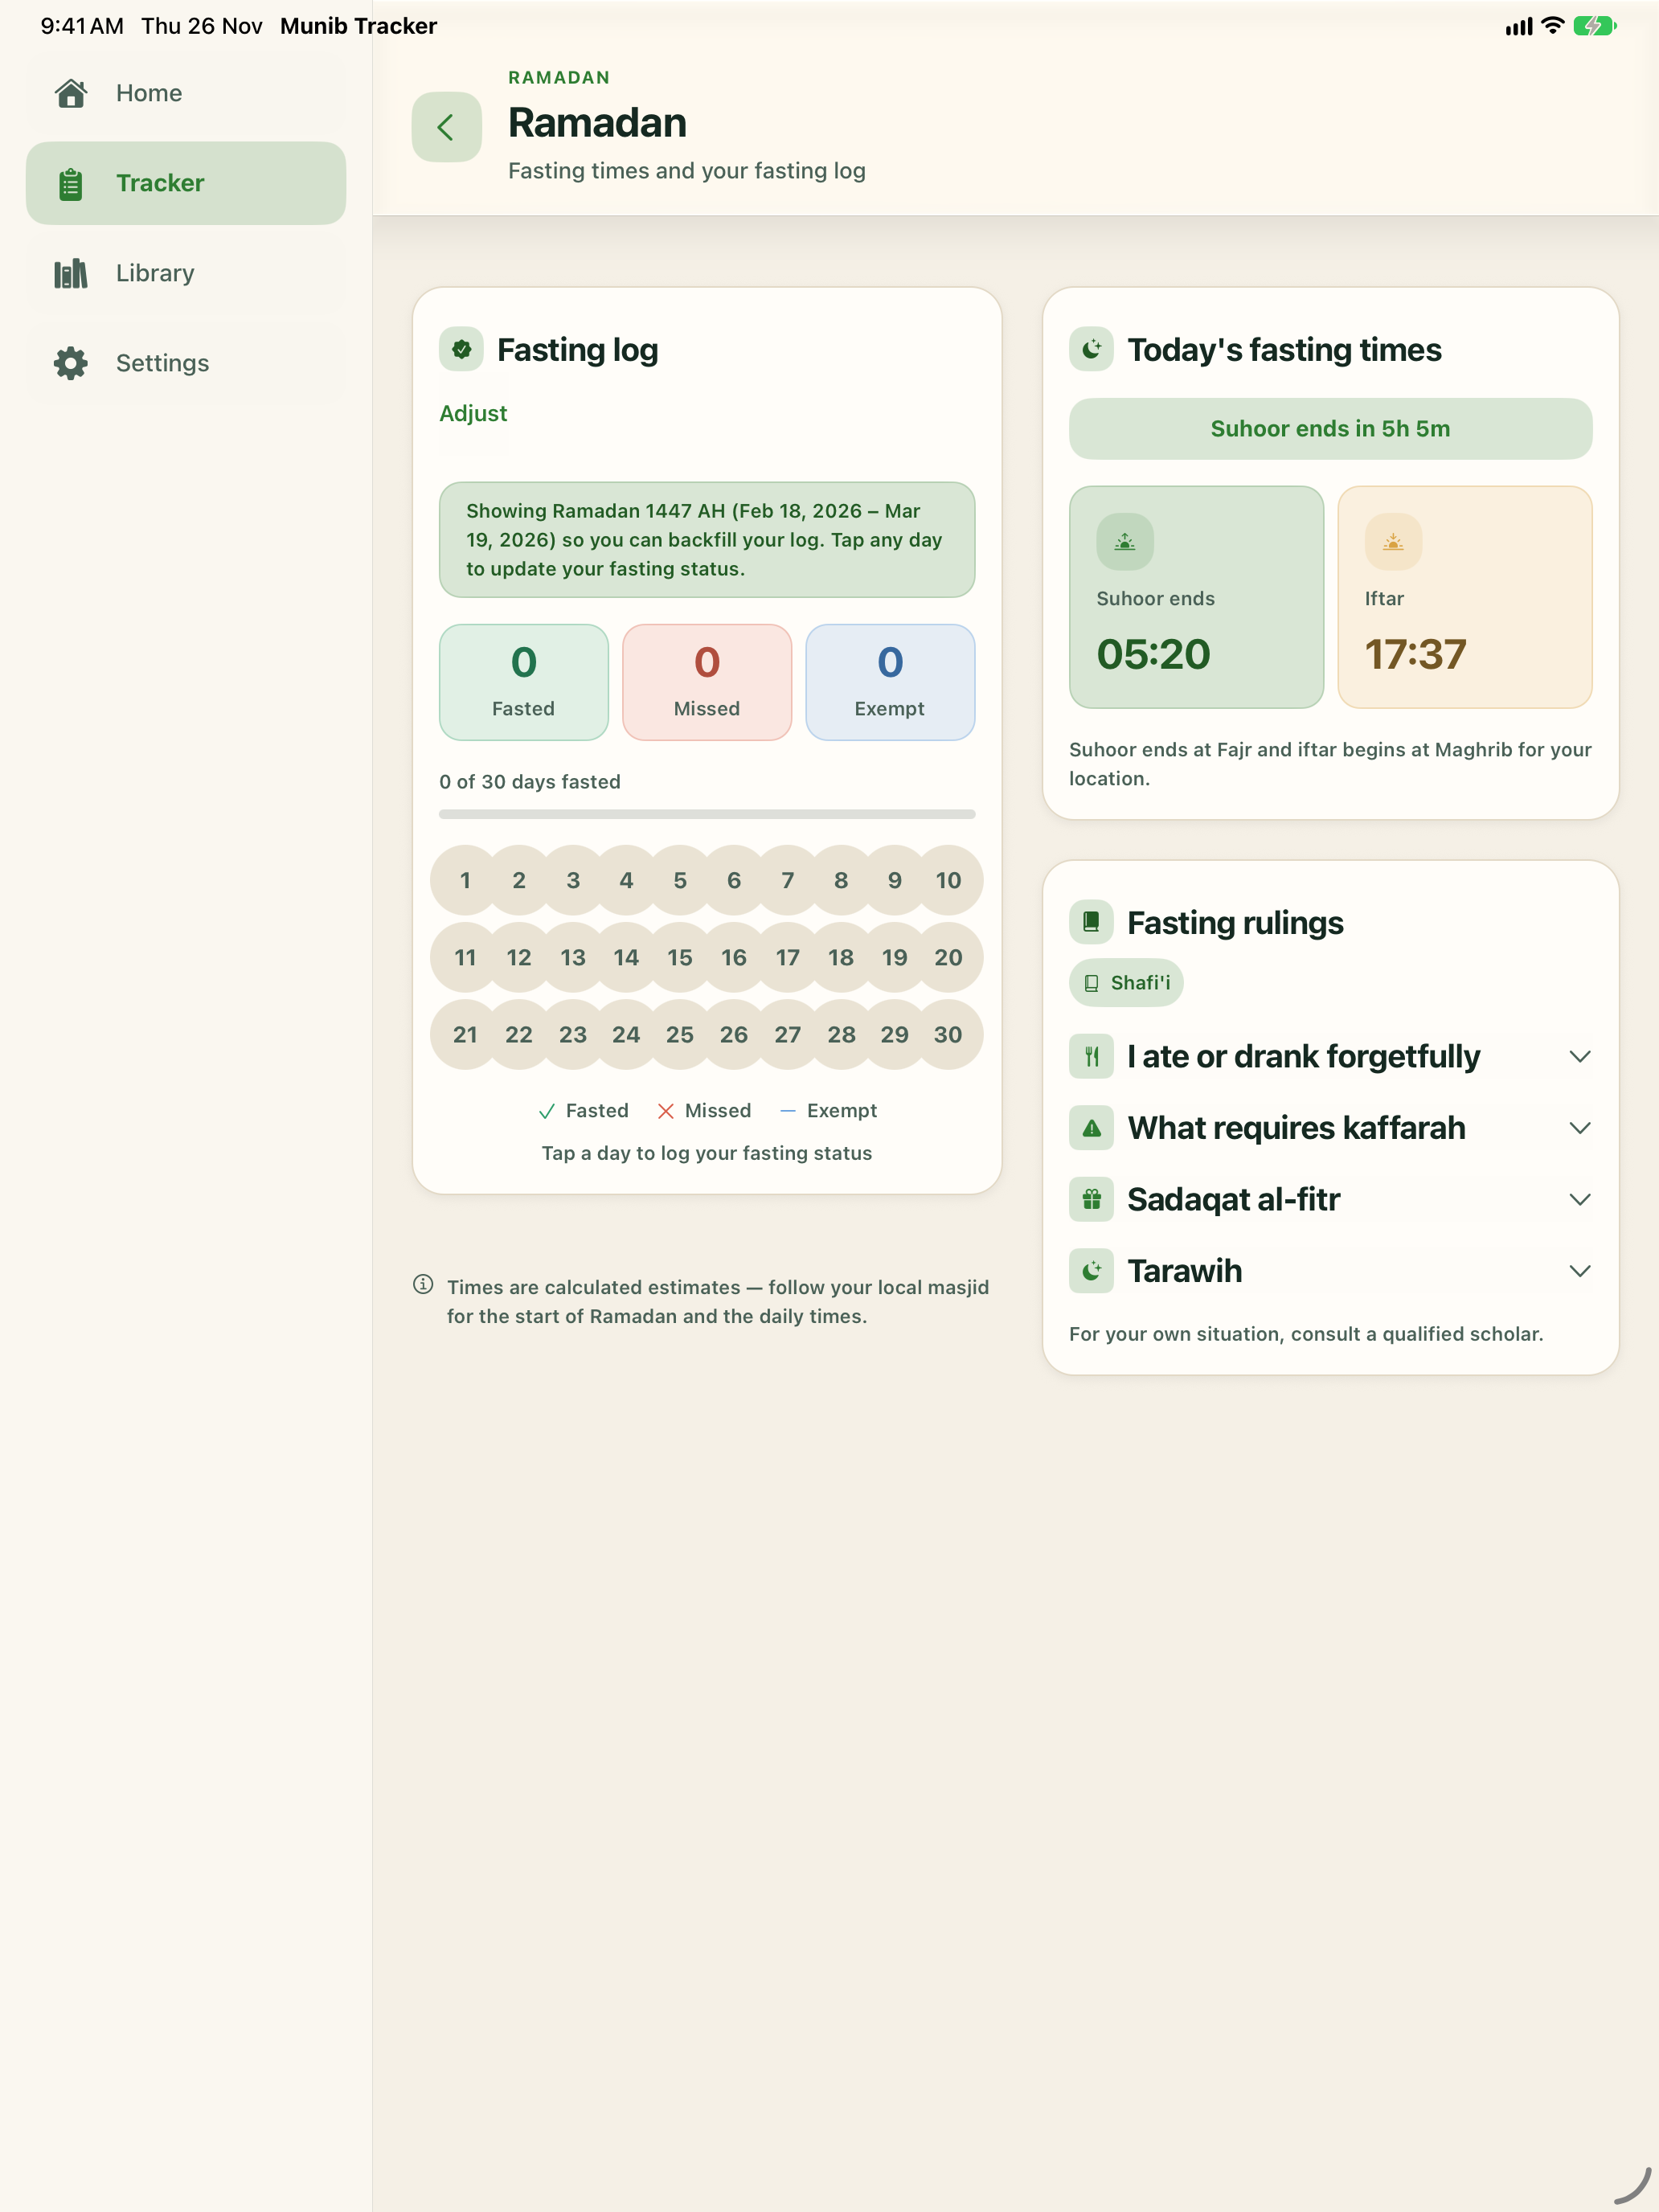 9:41 AM Thu 26 Nov Munib Tracker
Home
Tracker
Library
Settings
RAMADAN
Ramadan
Fasting times and your fasting log
Fasting log
Adjust
Showing Ramadan 1447 AH (Feb 18, 2026 – Mar
19, 2026) so you can backfill your log. Tap any day
to update your fasting status.
0 0 0
Fasted Missed Exempt
0 of 30 days fasted
1 2 3 4 5 6 7 8 9 10
11 12 13 14 15 16 17 18 19 20
21 22 23 24 25 26 27 28 29 30
Fasted Missed Exempt
Tap a day to log your fasting status
Times are calculated estimates — follow your local masjid
for the start of Ramadan and the daily times.
Today's fasting times
Suhoor ends in 5h 5m
Suhoor ends Iftar
05:20 17:37
Suhoor ends at Fajr and iftar begins at Maghrib for your
location.
Fasting rulings
Shafi'i
I ate or drank forgetfully
What requires kaffarah
Sadaqat al-fitr
Tarawih
For your own situation, consult a qualified scholar.